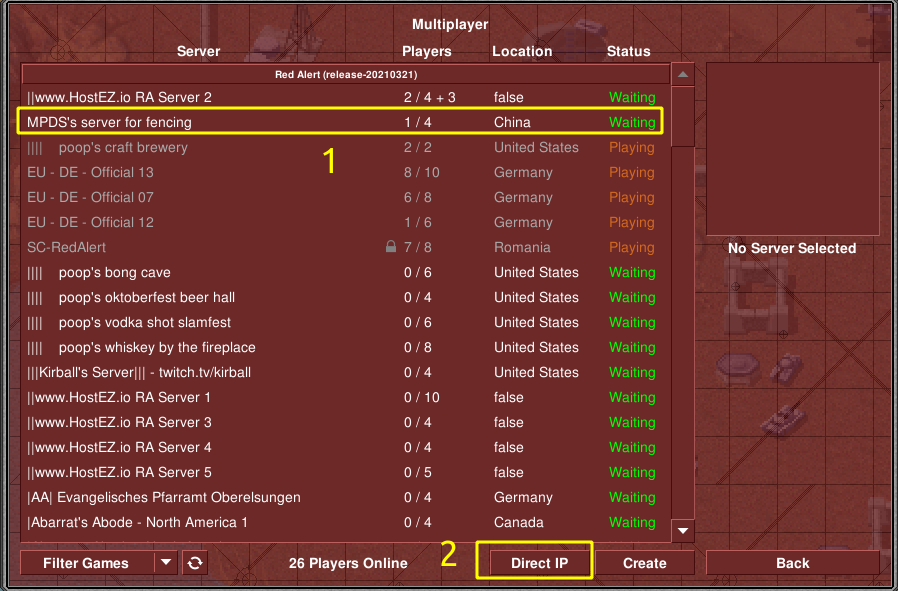 Multiplayer
Server Players Location Status
Red Alert (release-20210321)
||www.HostEZ.io RA Server 2 2 / 4 + 3 false Waiting
MPDS's server for fencing 1 / 4 China Waiting
|||| poop's craft brewery 2 / 2 United States Playing
1
EU - DE - Official 13 8 / 10 Germany Playing
EU - DE - Official 07 6 / 8 Germany Playing
EU - DE - Official 12 1 / 6 Germany Playing
SC-RedAlert 7 / 8 Romania Playing
No Server Selected
|||| poop's bong cave 0 / 6 United States Waiting
|||| poop's oktoberfest beer hall 0 / 4 United States Waiting
|||| poop's vodka shot slamfest 0 / 6 United States Waiting
|||| poop's whiskey by the fireplace 0 / 8 United States Waiting
|||Kirball's Server||| - twitch.tv/kirball 0 / 4 United States Waiting
||www.HostEZ.io RA Server 1 0 / 10 false Waiting
||www.HostEZ.io RA Server 3 0 / 4 false Waiting
||www.HostEZ.io RA Server 4 0 / 4 false Waiting
||www.HostEZ.io RA Server 5 0 / 5 false Waiting
|AA| Evangelisches Pfarramt Oberelsungen 0 / 4 Germany Waiting
|Abarrat's Abode - North America 1 0 / 4 Canada Waiting
Filter Games 26 Players Online 2 Direct IP Create Back